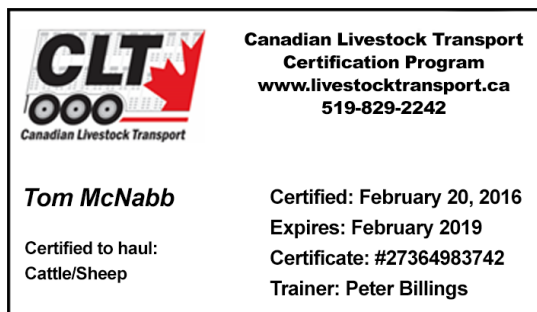 CLT
Canadian Livestock Transport
Canadian Livestock Transport
Certification Program
www.livestocktransport.ca
519-829-2242
Tom McNabb
Certified to haul:
Cattle/Sheep
Certified: February 20, 2016
Expires: February 2019
Certificate: #27364983742
Trainer: Peter Billings